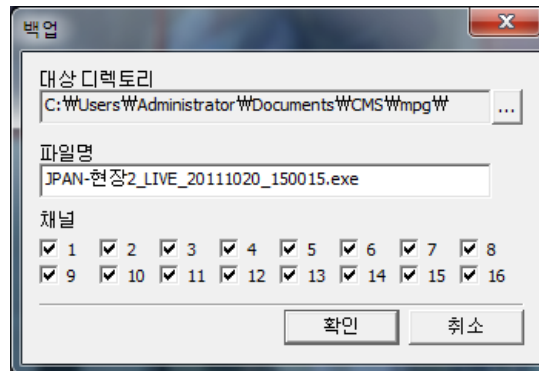 백업
대상 디렉토리
C:₩Users₩Administrator₩Documents₩CMS₩mpg₩ ...
파일명
JPAN-현장2_LIVE_20111020_150015.exe
채널
1 2 3 4 5 6 7 8
9 10 11 12 13 14 15 16
확인 취소